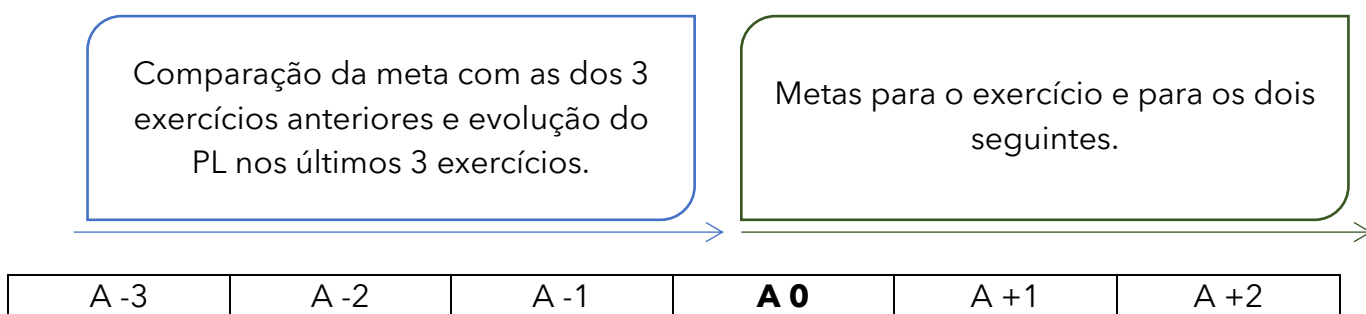 Comparação da meta com as dos 3
exercícios anteriores e evolução do
PL nos últimos 3 exercícios.
Metas para o exercício e para os dois
seguintes.
A -3 A -2 A -1 A 0 A +1 A +2